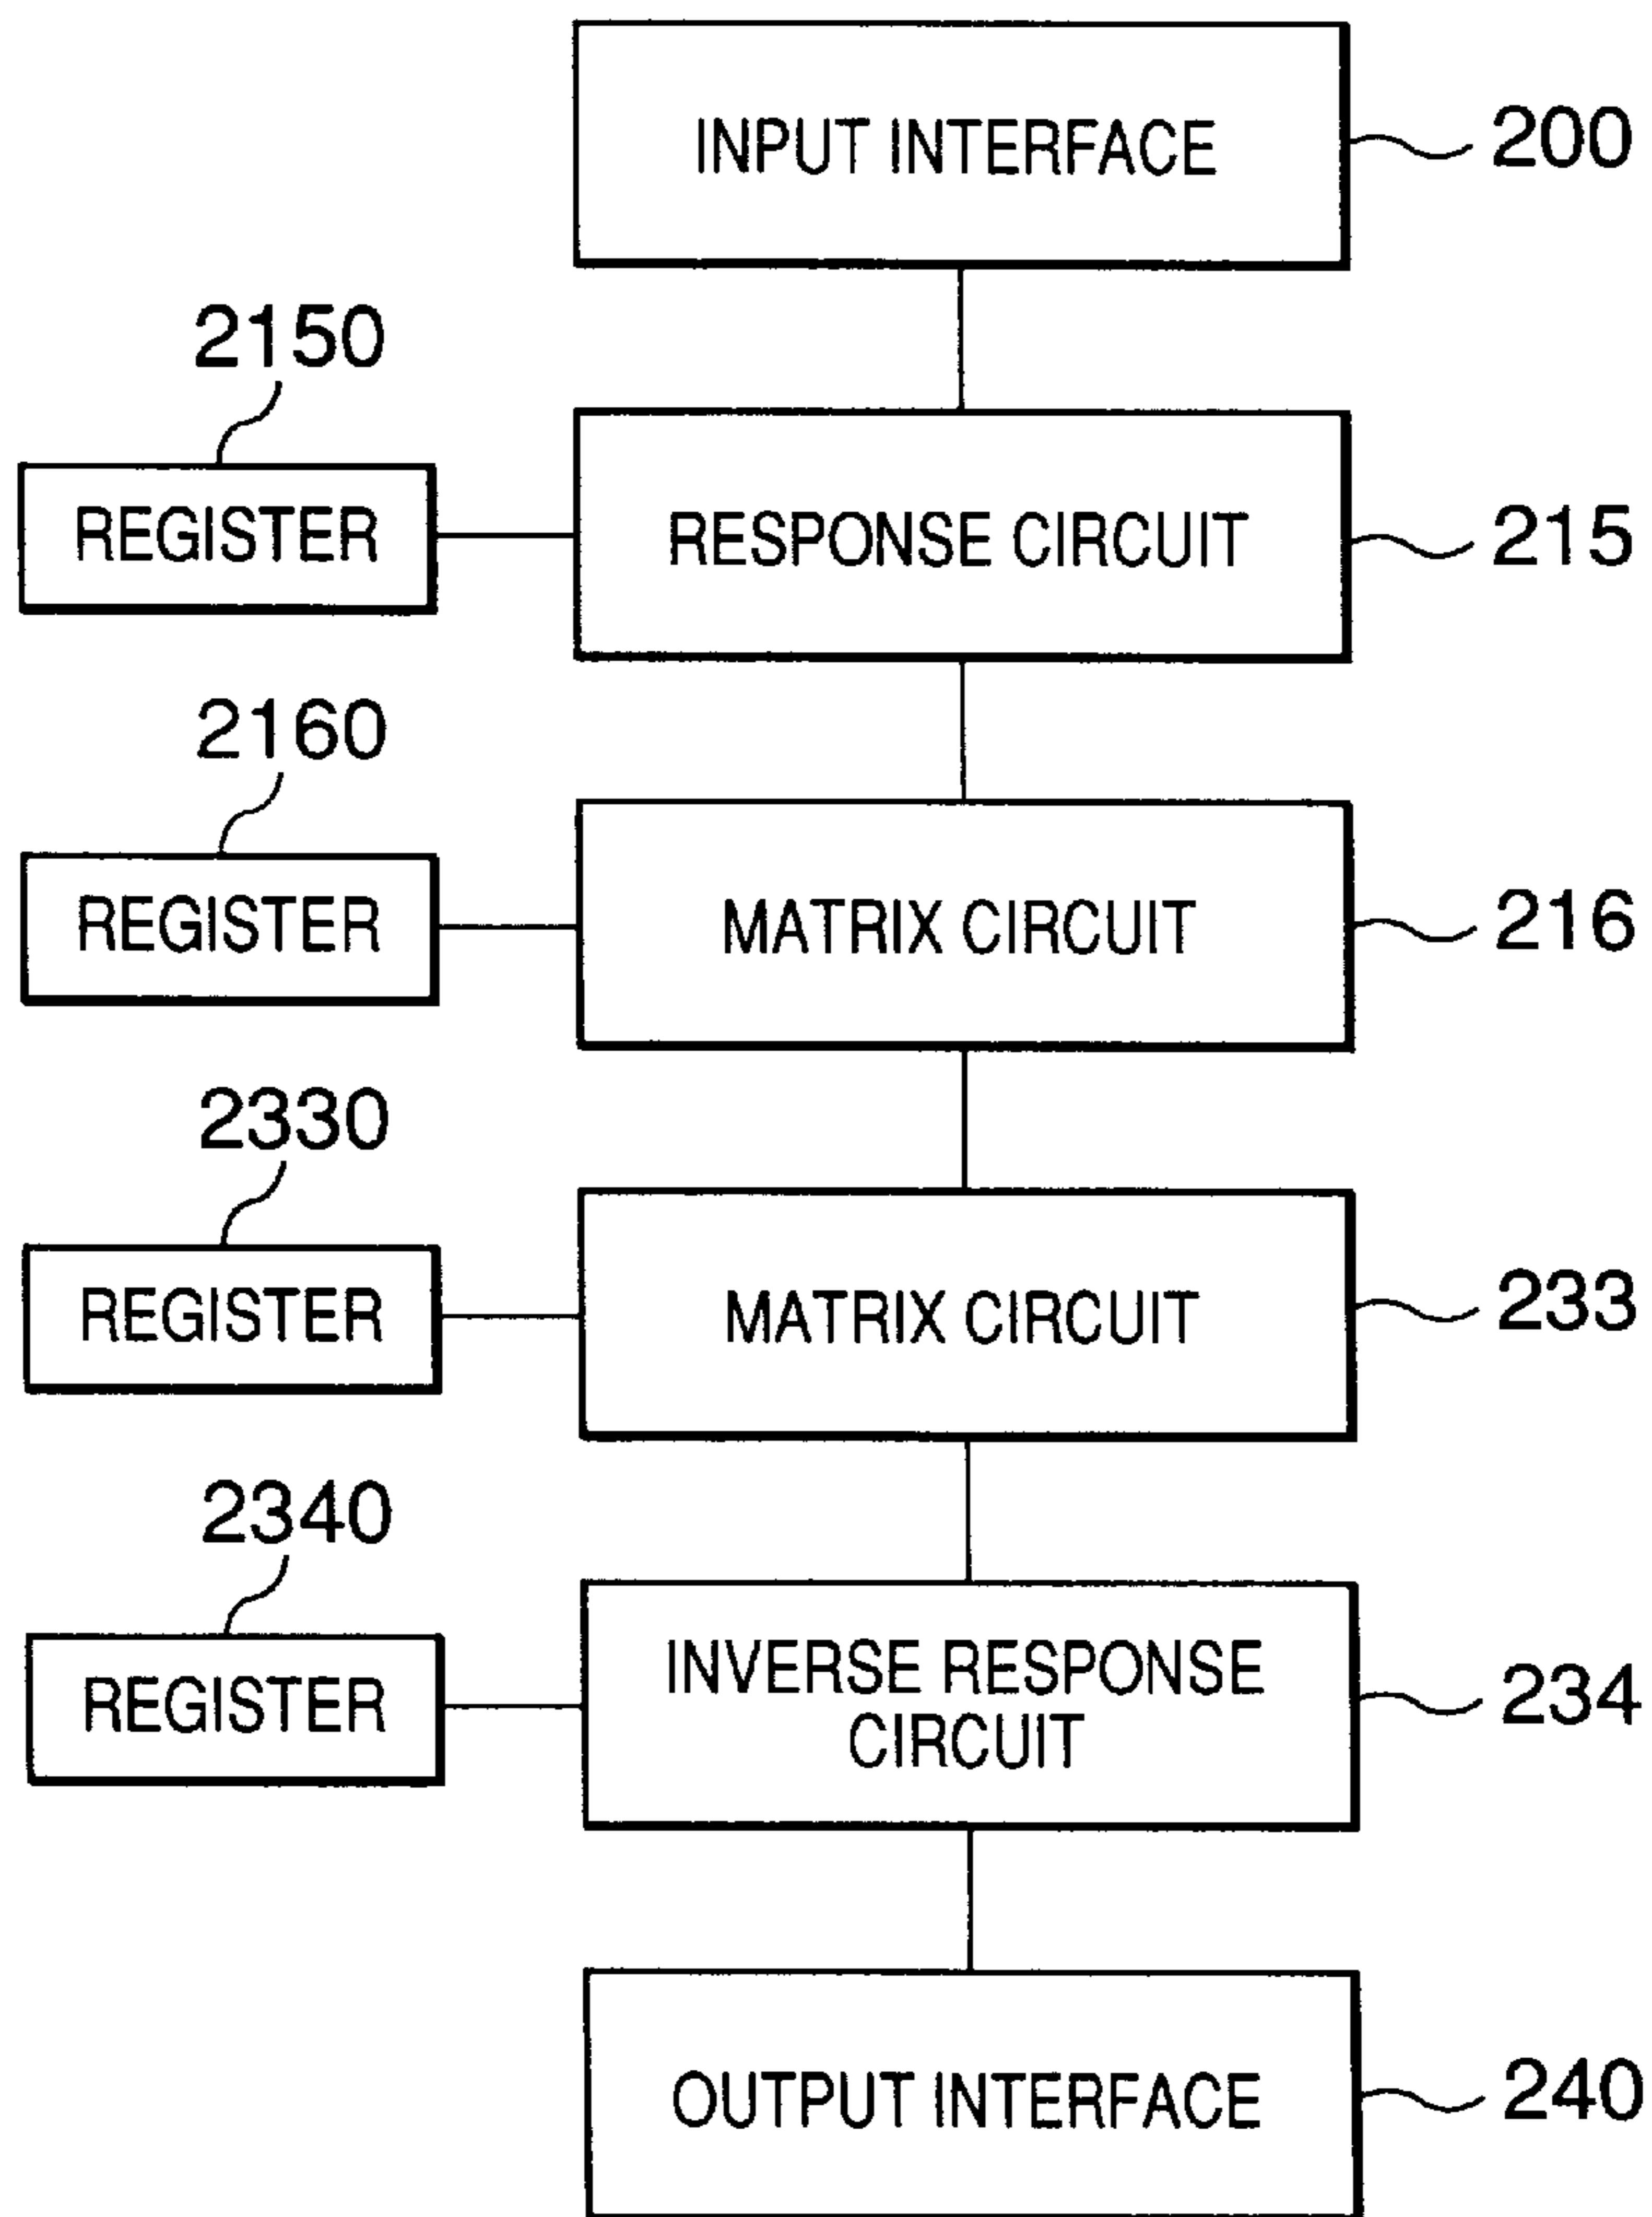 INPUT INTERFACE
200
2150
REGISTER
RESPONSE CIRCUIT
215
2160
REGISTER
MATRIX CIRCUIT
216
2330
REGISTER
MATRIX CIRCUIT
233
2340
REGISTER
INVERSE RESPONSE
CIRCUIT
234
OUTPUT INTERFACE
240